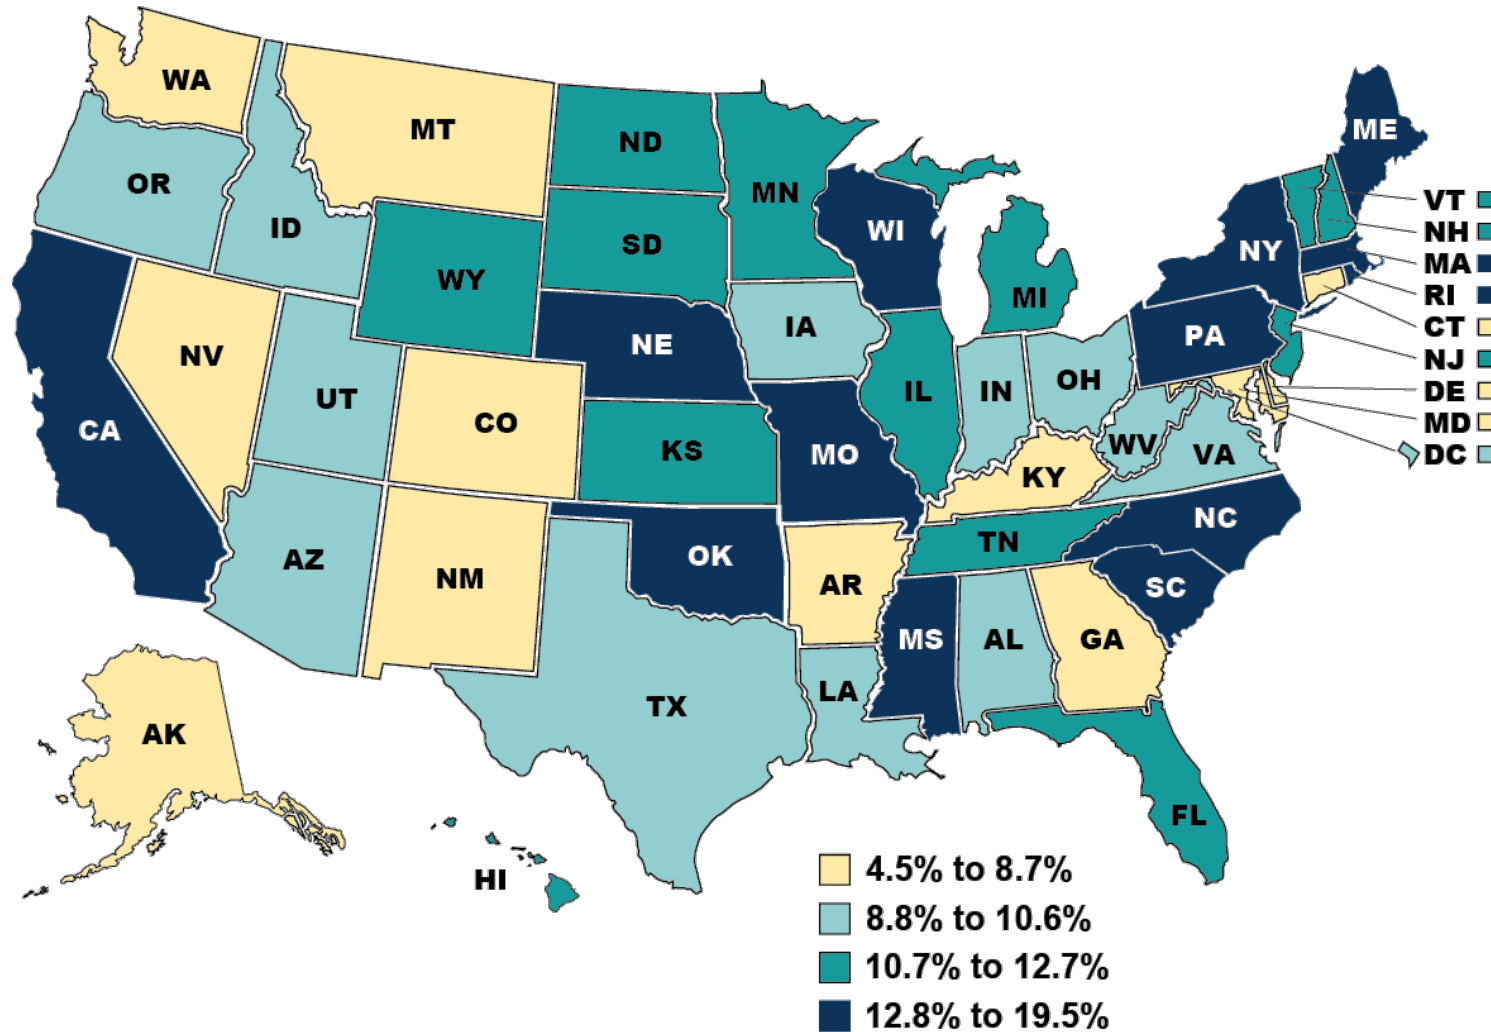 WA
MT
ND
MN
ME
OR
ID
SD
WI
NY
VT
NH
WY
MI
MA
RI
NV
UT
NE
IA
PA
CT
NJ
CA
CO
KS
IL
IN
OH
DE
MD
MO
WV
VA
DC
KY
AZ
NM
OK
AR
TN
NC
SC
TX
LA
MS
AL
GA
AK
FL
HI
4.5% to 8.7%
8.8% to 10.6%
10.7% to 12.7%
12.8% to 19.5%